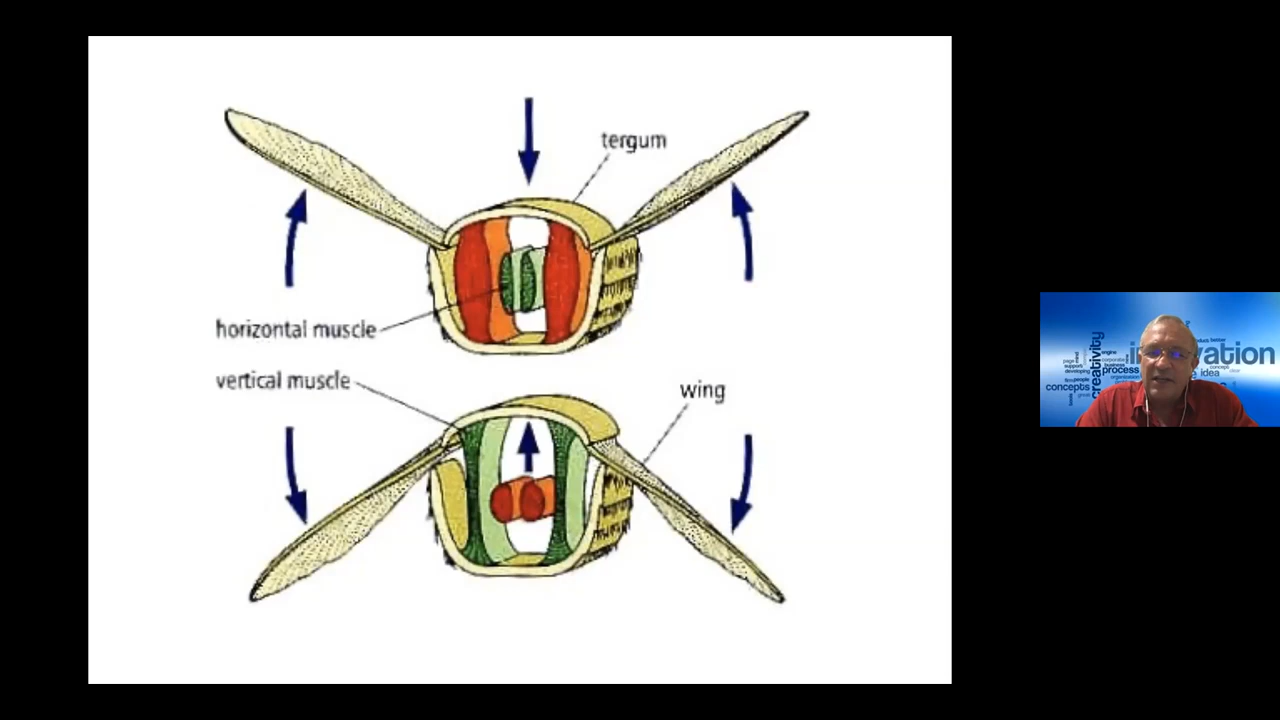 tergum
horizontal muscle
vertical muscle
wing
creativity
innovation
process
concepts
idea